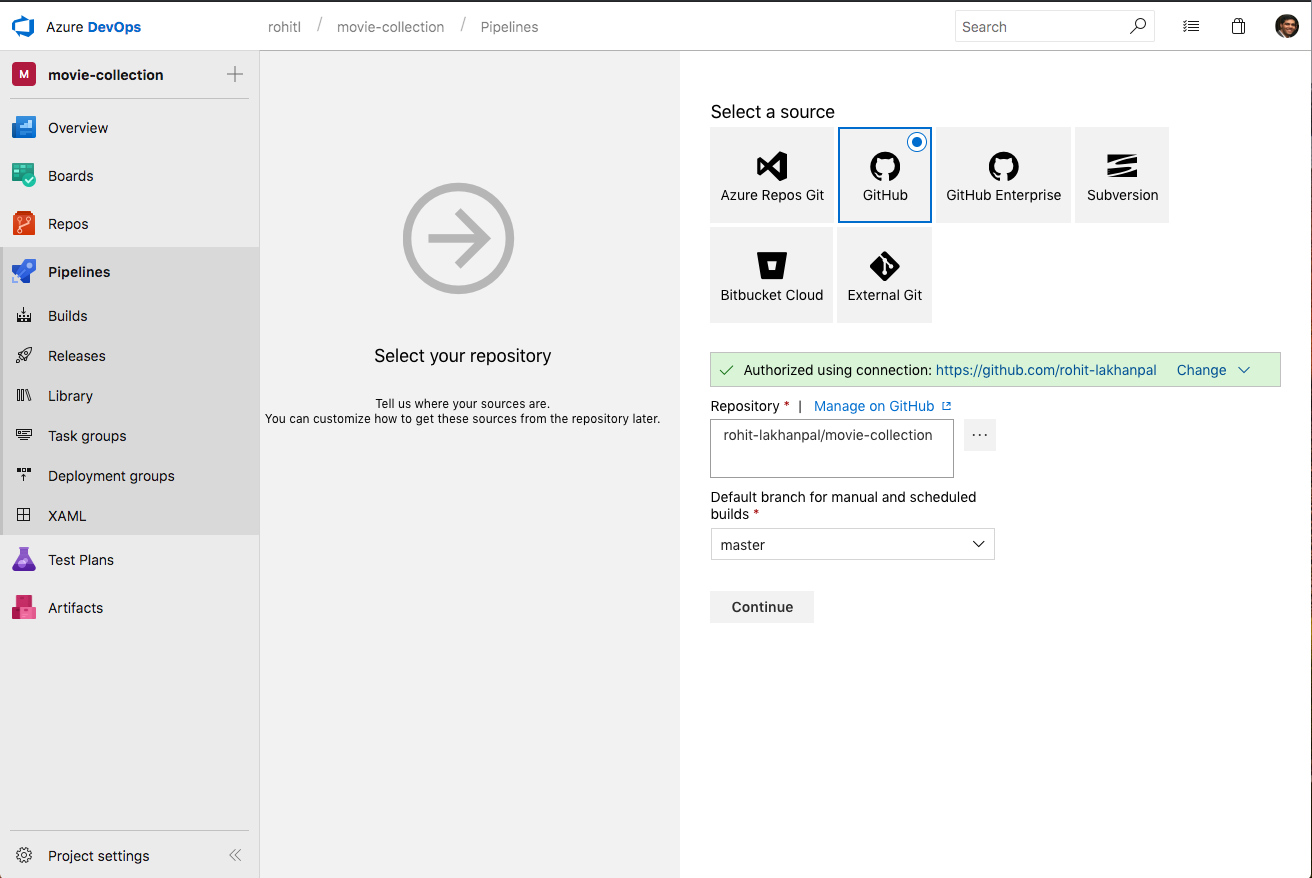 Azure DevOps
rohitl / movie-collection / Pipelines
Search
M movie-collection
Overview
Boards
Repos
Pipelines
Builds
Releases
Library
Task groups
Deployment groups
XAML
Test Plans
Artifacts
Project settings
Select your repository
Tell us where your sources are.
You can customize how to get these sources from the repository later.
Select a source
Azure Repos Git
GitHub
GitHub Enterprise
Subversion
Bitbucket Cloud
External Git
Authorized using connection: https://github.com/rohit-lakhanpal Change
Repository * | Manage on GitHub
rohit-lakhanpal/movie-collection
...
Default branch for manual and scheduled
builds *
master
Continue